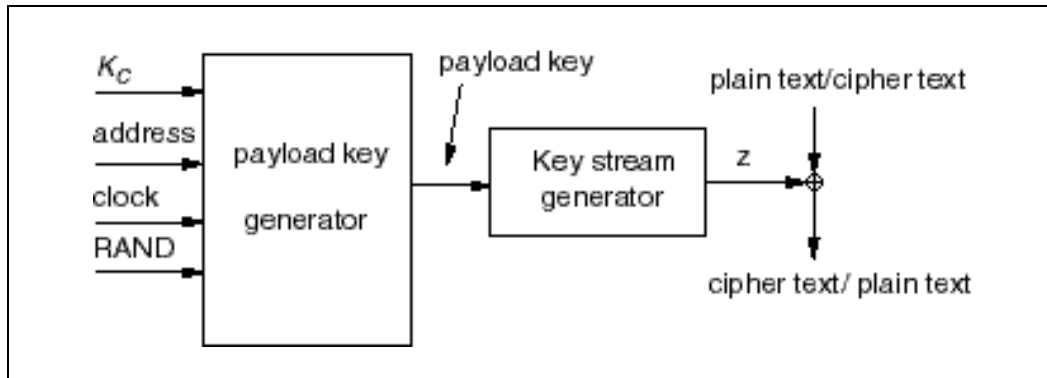 K_C
address
clock
RAND
payload key
generator
payload key
Key stream
generator
z
plain text/cipher text
cipher text/ plain text